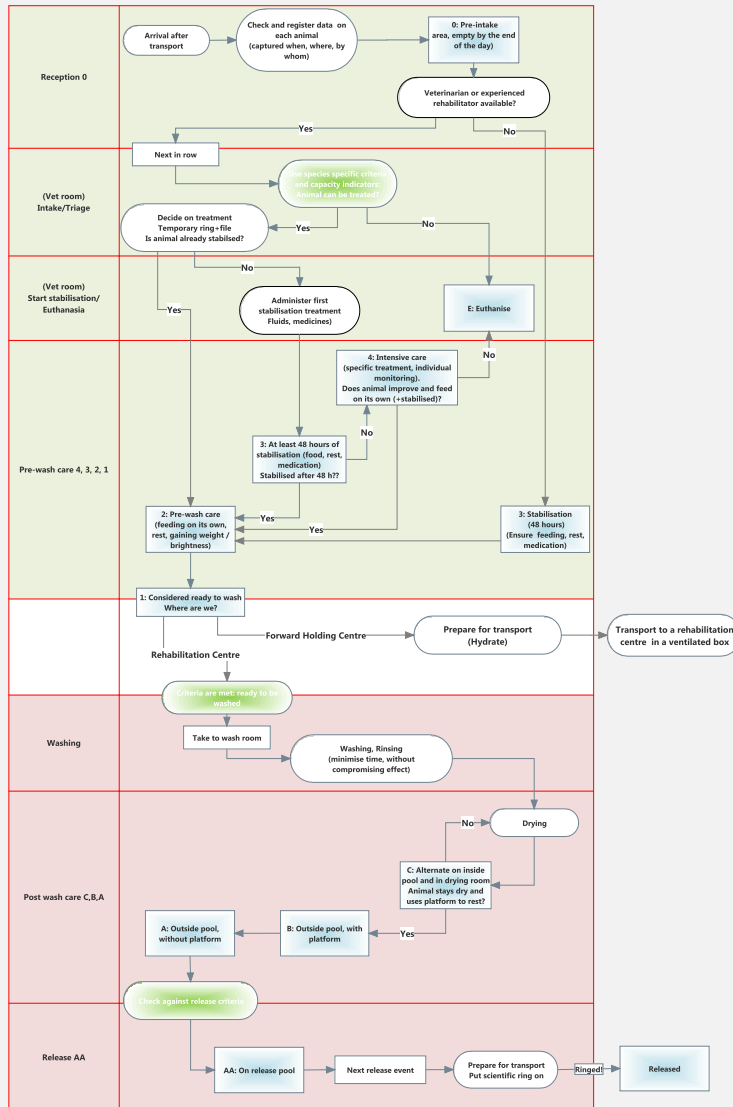 Reception 0
Arrival after
transport
Check and register data on
each animal
(captured when, where, by
whom)
0: Pre-intake
area, empty by the end
of the day)
Veterinarian or experienced
rehabilitator available?
Yes
No
Next in row
(Vet room)
Intake/Triage
species specific criteria
and capacity indicators
Animal can be treated?
Decide on treatment
Temporary ring+file
Is animal already stabilsed?
Yes
No
(Vet room)
Start stabilisation/
Euthanasia
No
Yes
Administer first
stabilisation treatment
Fluids, medicines)
E: Euthanise
Pre-wash care 4, 3, 2, 1
4: Intensive care
(specific treatment, individual
monitoring).
Does animal improve and feed
on its own (+stabilised)?
No
No
3: At least 48 hours of
stabilisation (food, rest,
medication)
Stabilised after 48 h??
Yes
Yes
2: Pre-wash care
(feeding on its own,
rest, gaining weight /
brightness)
3: Stabilisation
(48 hours)
(Ensure feeding, rest,
medication)
1: Considered ready to wash
Where are we?
Forward Holding Centre
Prepare for transport
(Hydrate)
Transport to a rehabilitation
centre in a ventilated box
Rehabilitation Centre
Criteria are met: ready to be
washed
Washing
Take to wash room
Washing, Rinsing
(minimise time, without
compromising effect)
Post wash care C,B,A
No
Drying
C: Alternate on inside
pool and in drying room
Animal stays dry and
uses platform to rest?
Yes
B: Outside pool, with
platform
A: Outside pool,
without platform
Check against release criteria
Release AA
AA: On release pool
Next release event
Prepare for transport
Put scientific ring on
Ringed!
Released